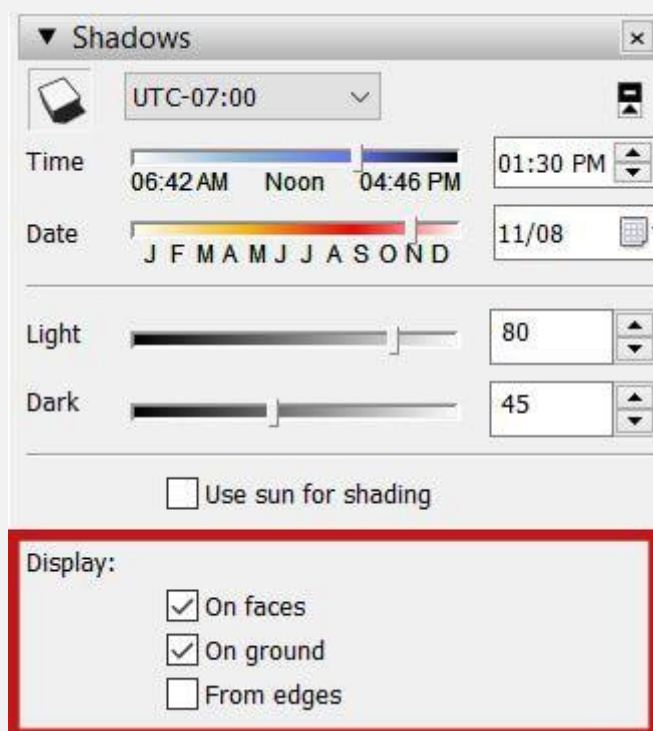 Shadows
UTC-07:00
Time
01:30 PM
06:42 AM Noon 04:46 PM
Date
11/08
J F M A M J J A S O N D
Light
80
Dark
45
Use sun for shading
Display:
On faces
On ground
From edges